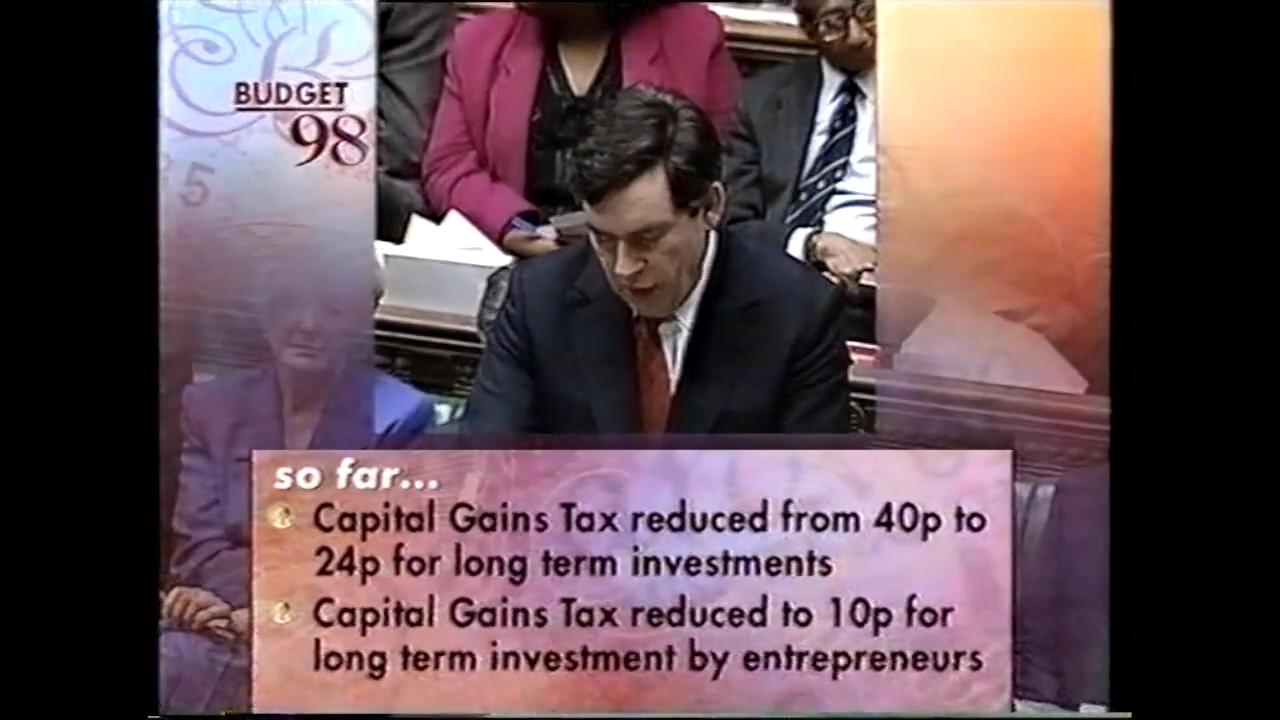 BUDGET
98
5
so far...
Capital Gains Tax reduced from 40p to
24p for long term investments
Capital Gains Tax reduced to 10p for
long term investment by entrepreneurs